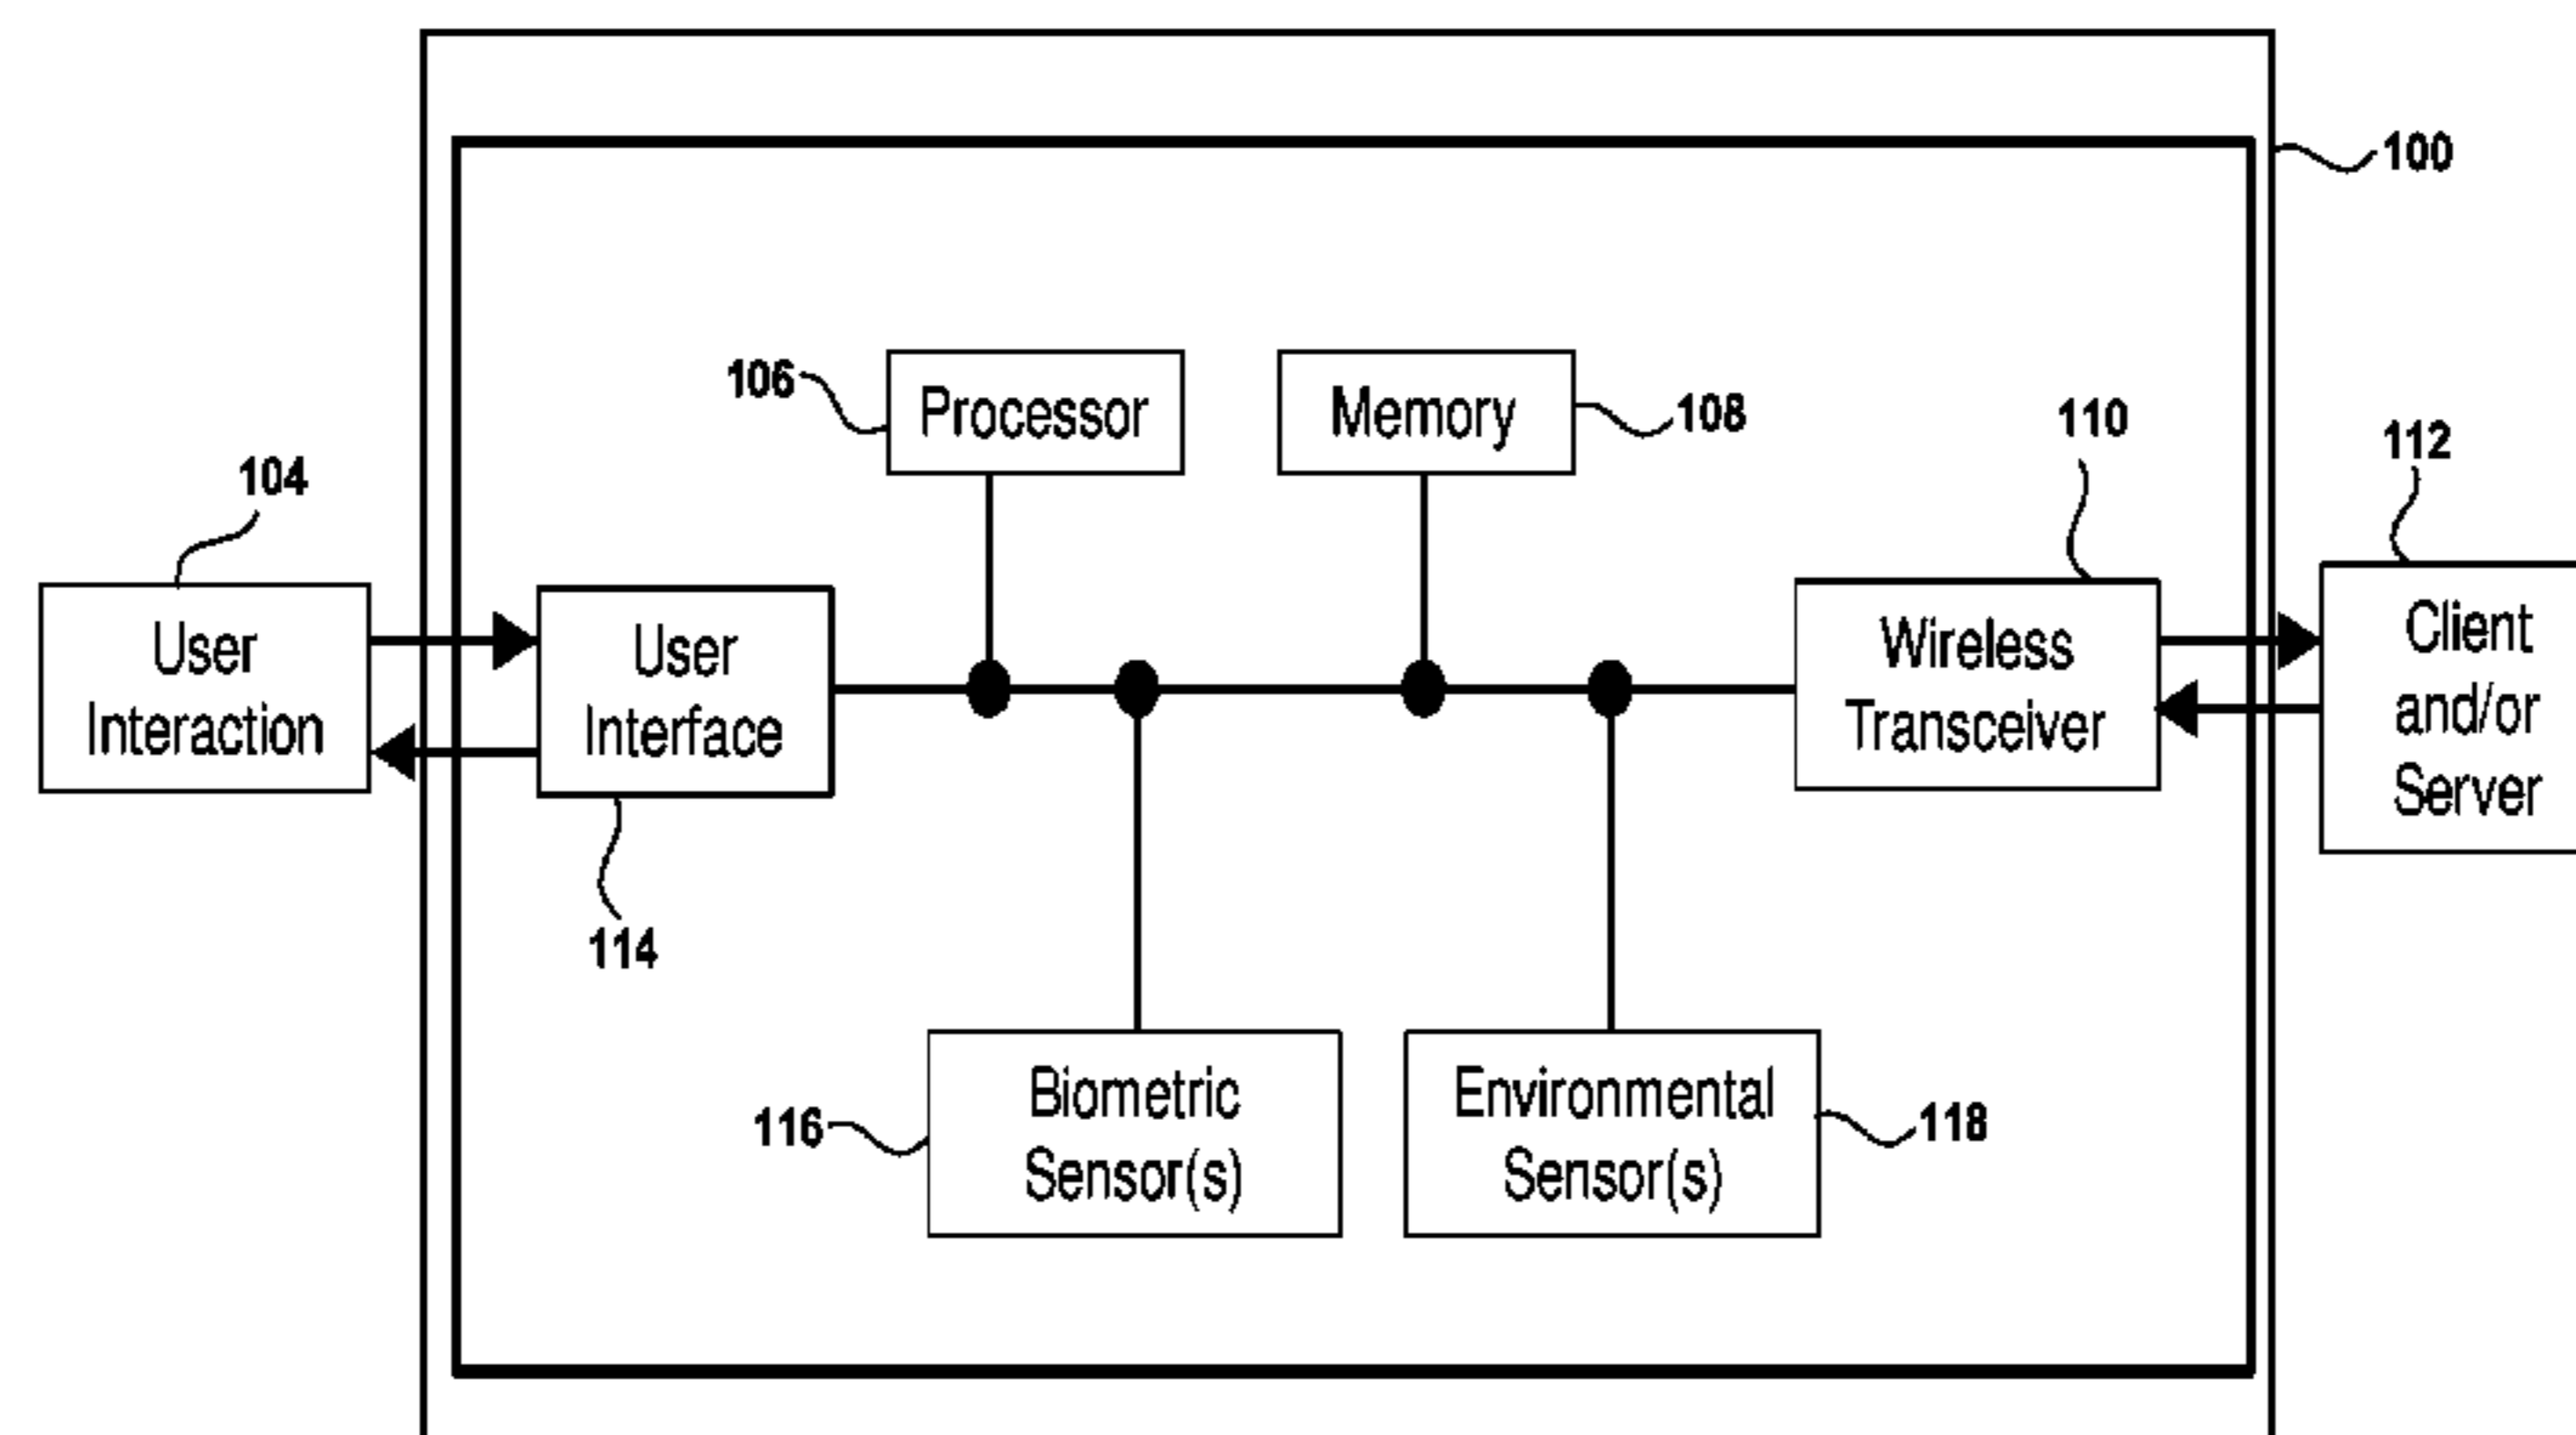 100
106
Processor
Memory
108
110
112
104
User
Interaction
User
Interface
Wireless
Transceiver
Client
and/or
Server
114
116
Biometric
Sensor(s)
Environmental
Sensor(s)
118